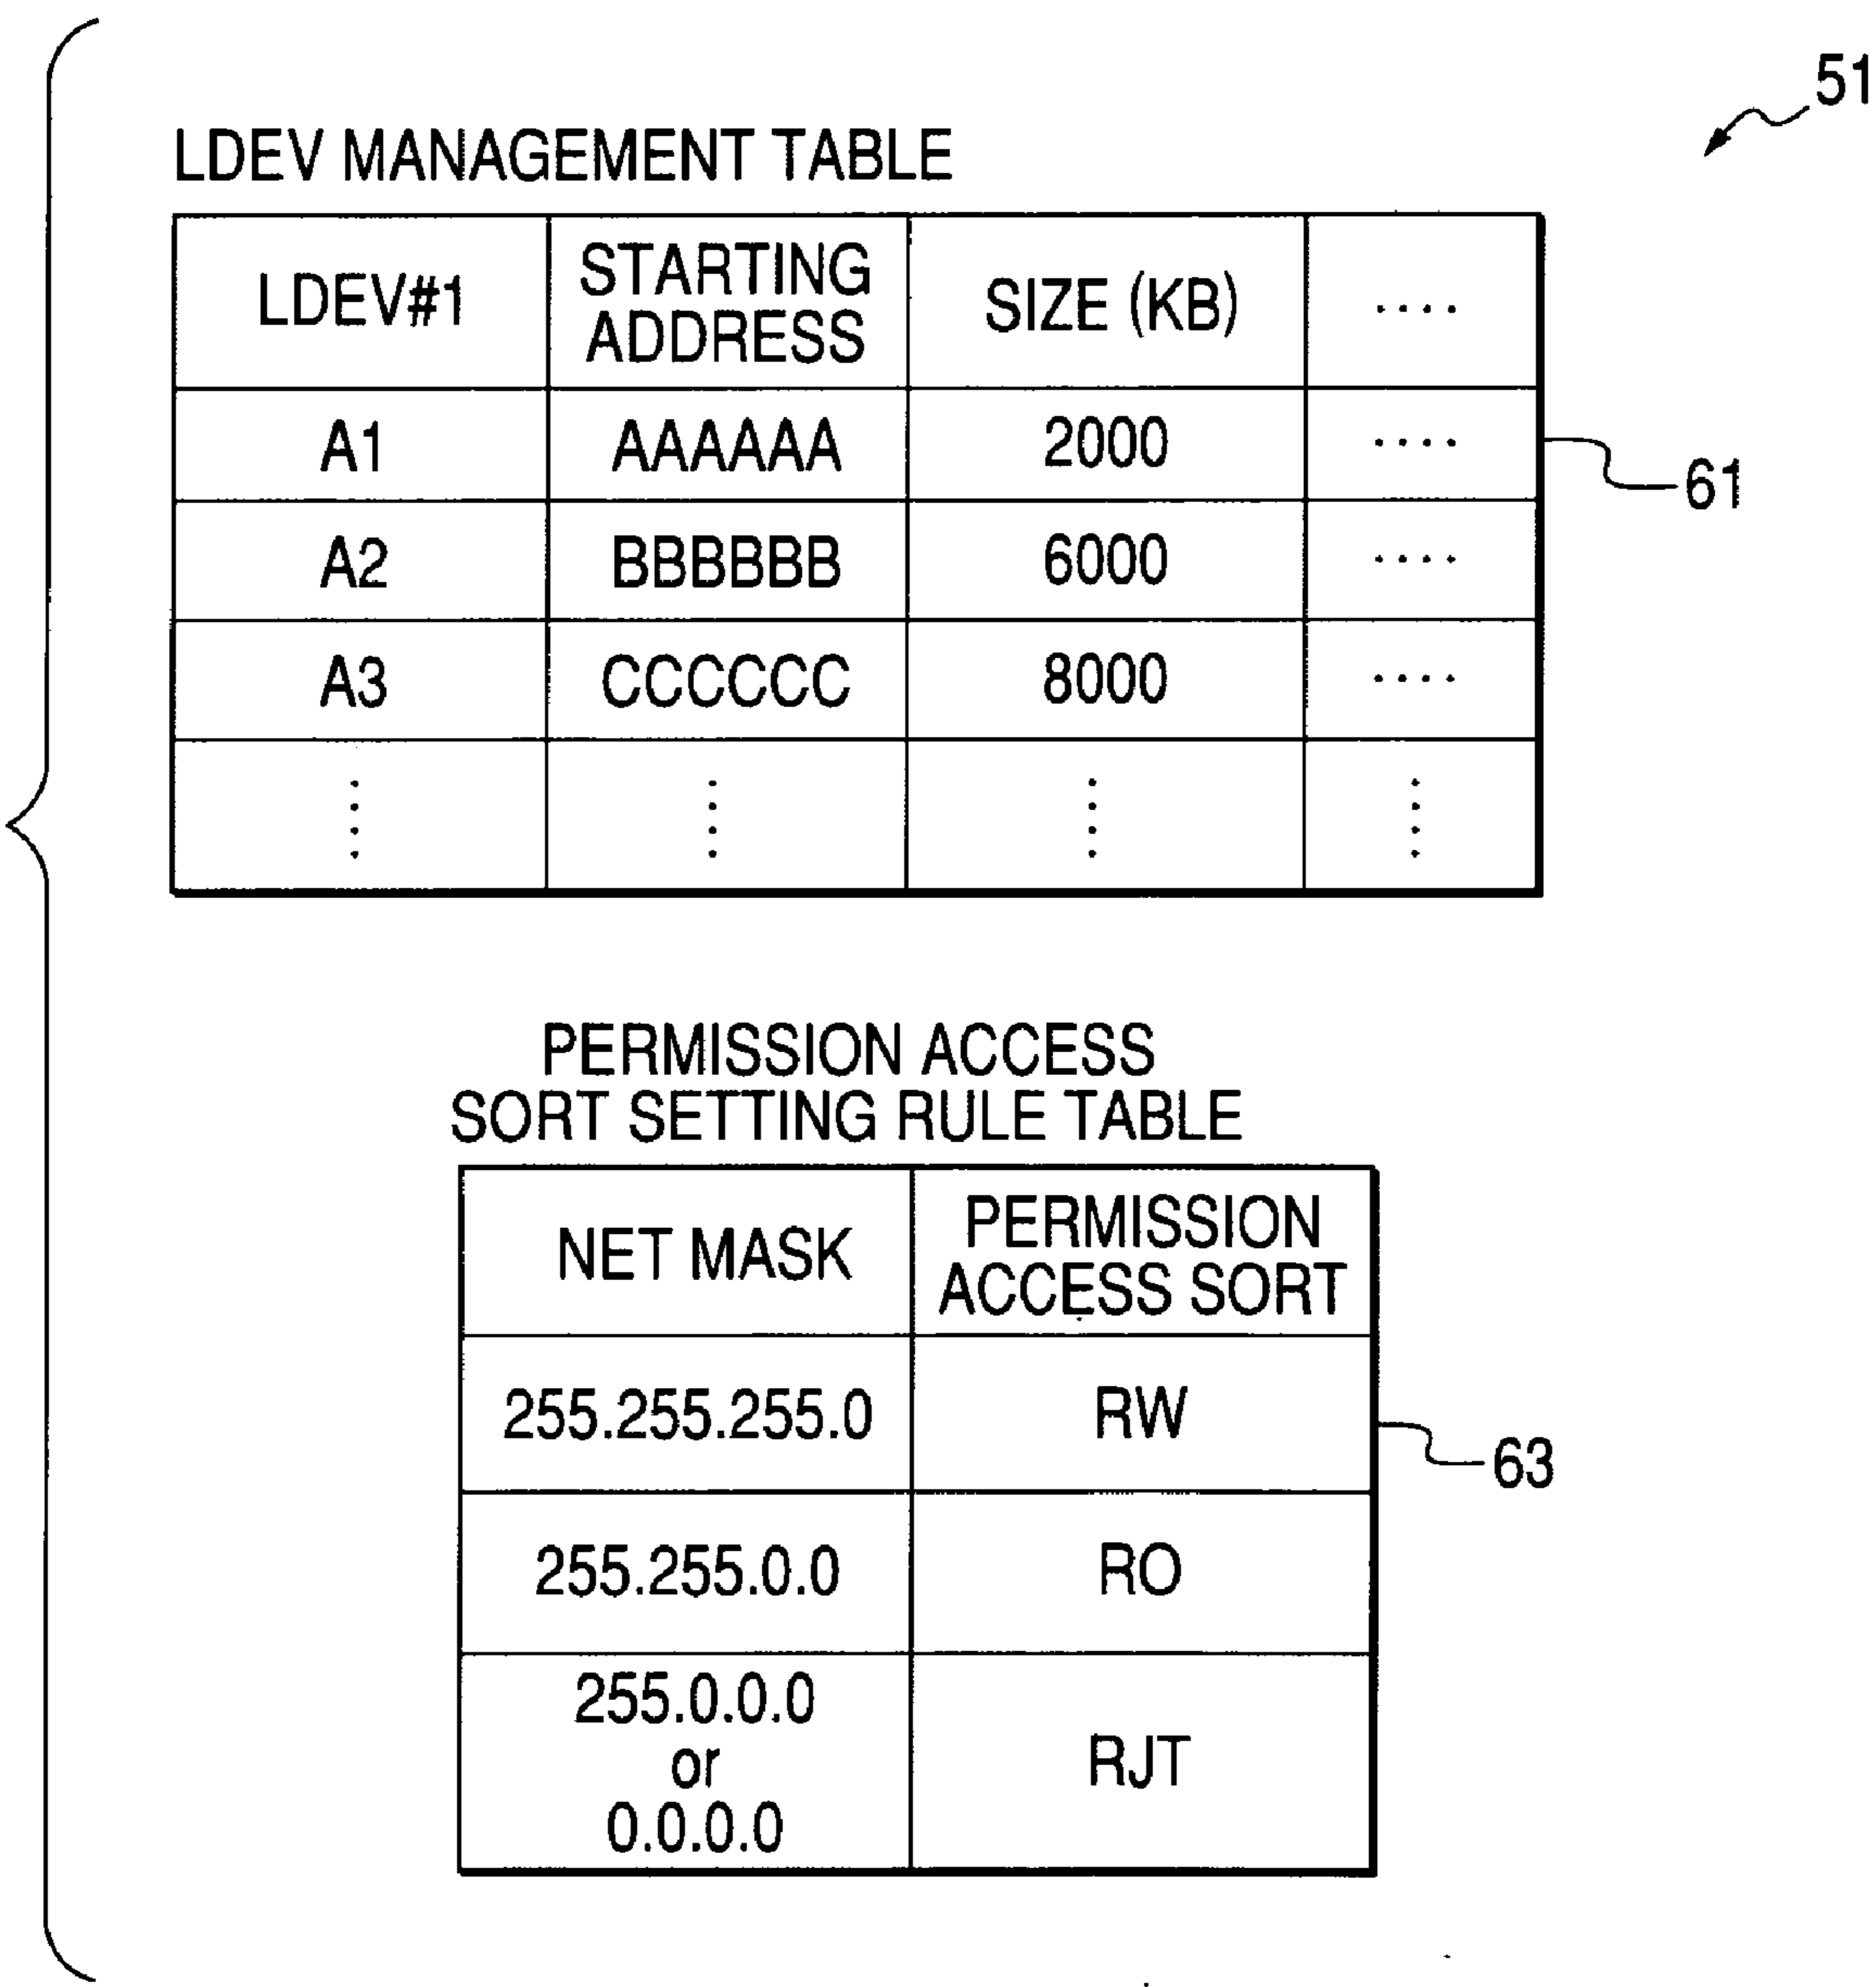 51
LDEV MANAGEMENT TABLE
LDEV#1 STARTING ADDRESS SIZE (KB) ....
A1 AAAAAA 2000 ....
61
A2 BBBBBB 6000 ....
A3 CCCCCC 8000 ....
PERMISSION ACCESS
SORT SETTING RULE TABLE
NET MASK PERMISSION ACCESS SORT
255.255.255.0 RW
63
255.255.0.0 RO
255.0.0.0
or
0.0.0.0
RJT